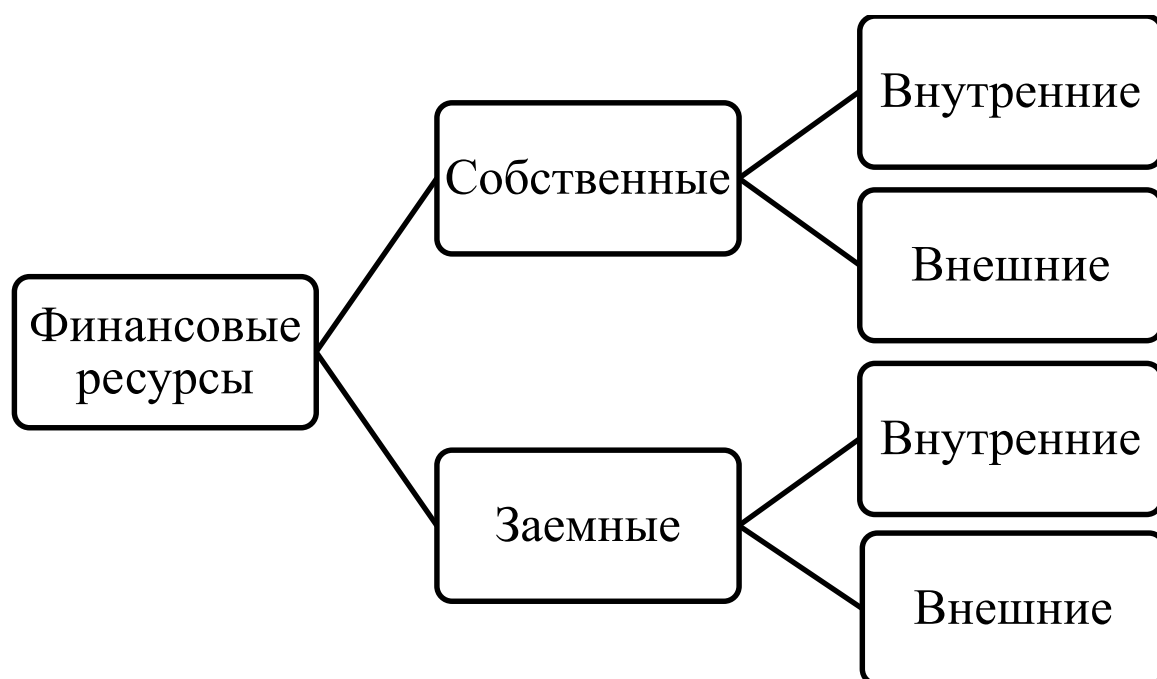 Финансовые
ресурсы
Собственные
Внутренние
Внешние
Заемные
Внутренние
Внешние